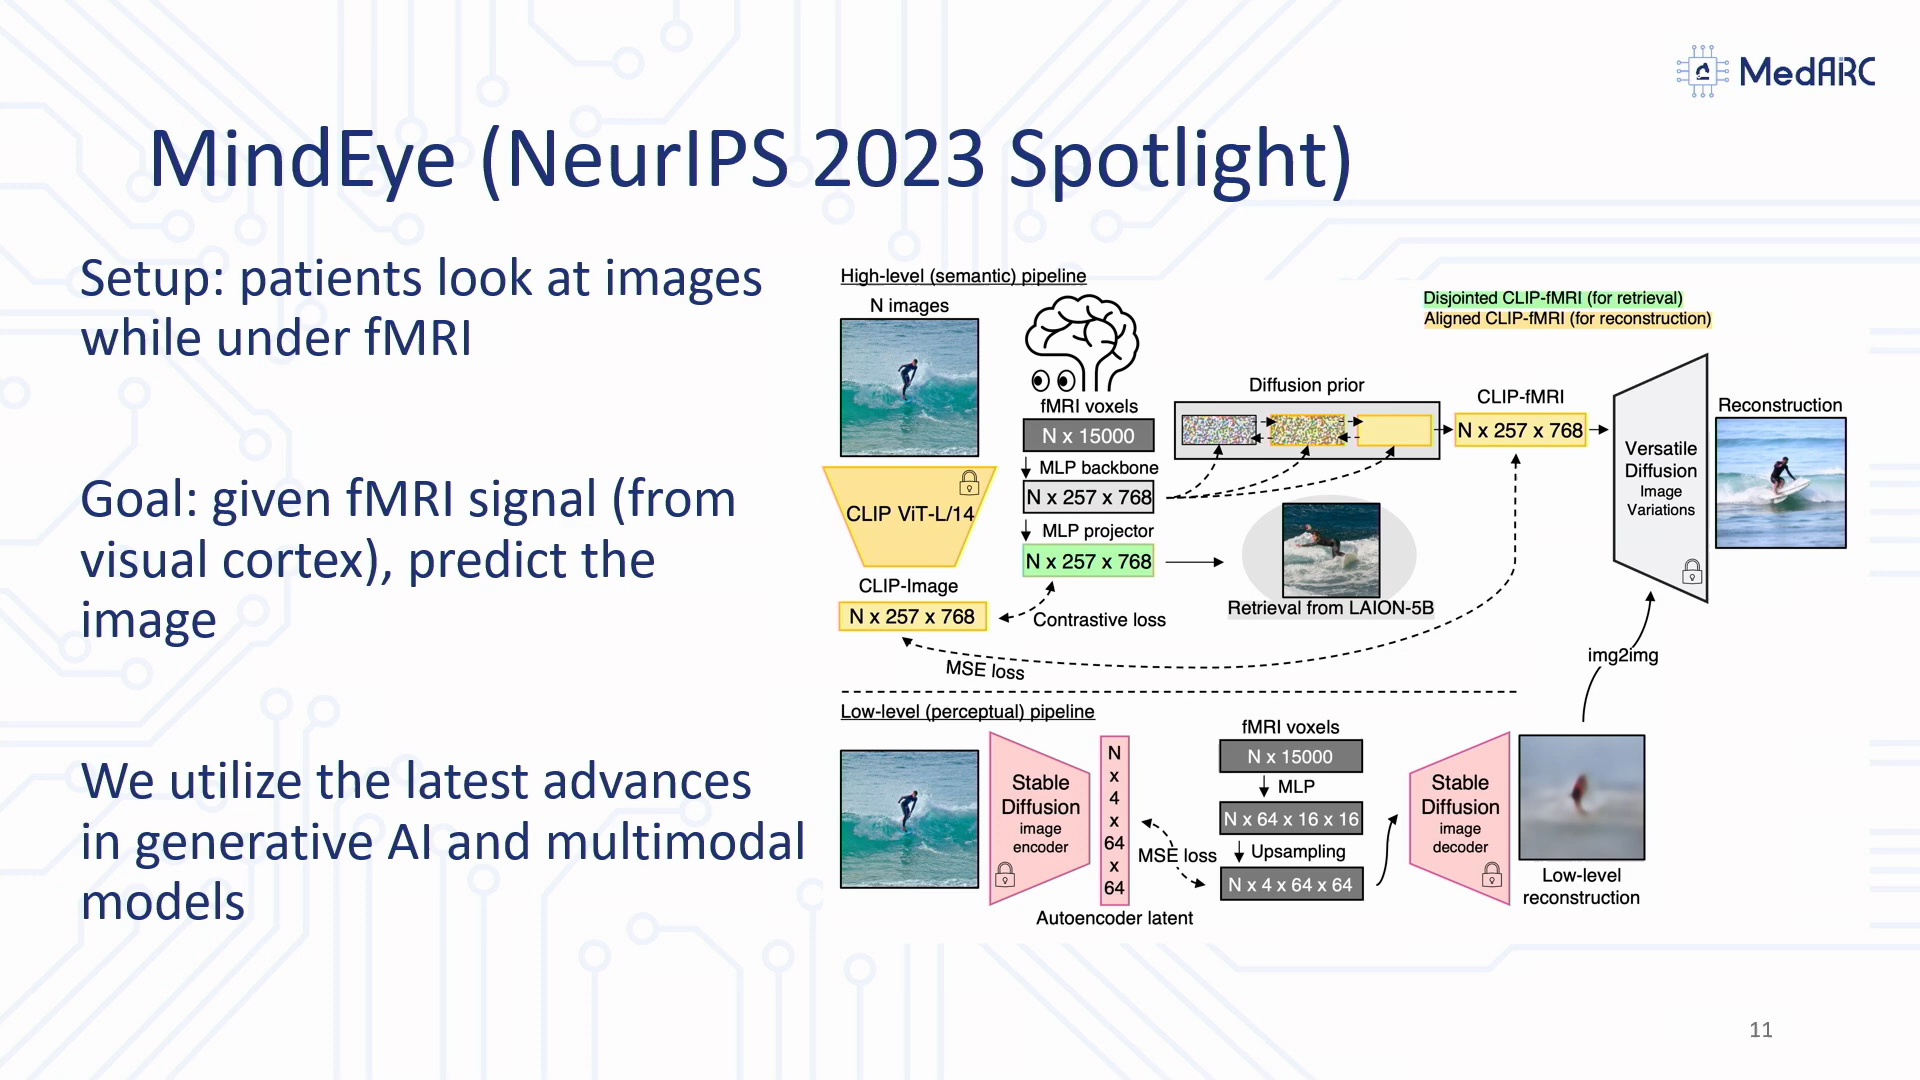 MedARC
MindEye (NeurIPS 2023 Spotlight)
Setup: patients look at images
while under fMRI
Goal: given fMRI signal (from
visual cortex), predict the
image
We utilize the latest advances
in generative AI and multimodal
models
High-level (semantic) pipeline
N images
CLIP ViT-L/14
CLIP-Image
N x 257 x 768
fMRI voxels
N x 15000
MLP backbone
N x 257 x 768
MLP projector
N x 257 x 768
Contrastive loss
MSE loss
Diffusion prior
Retrieval from LAION-5B
Disjointed CLIP-fMRI (for retrieval)
Aligned CLIP-fMRI (for reconstruction)
CLIP-fMRI
N x 257 x 768
Versatile
Diffusion
Image
Variations
Reconstruction
img2img
Low-level (perceptual) pipeline
Stable
Diffusion
image
encoder
N
x
4
x
64
x
64
Autoencoder latent
MSE loss
fMRI voxels
N x 15000
MLP
N x 64 x 16 x 16
Upsampling
N x 4 x 64 x 64
Stable
Diffusion
image
decoder
Low-level
reconstruction
11